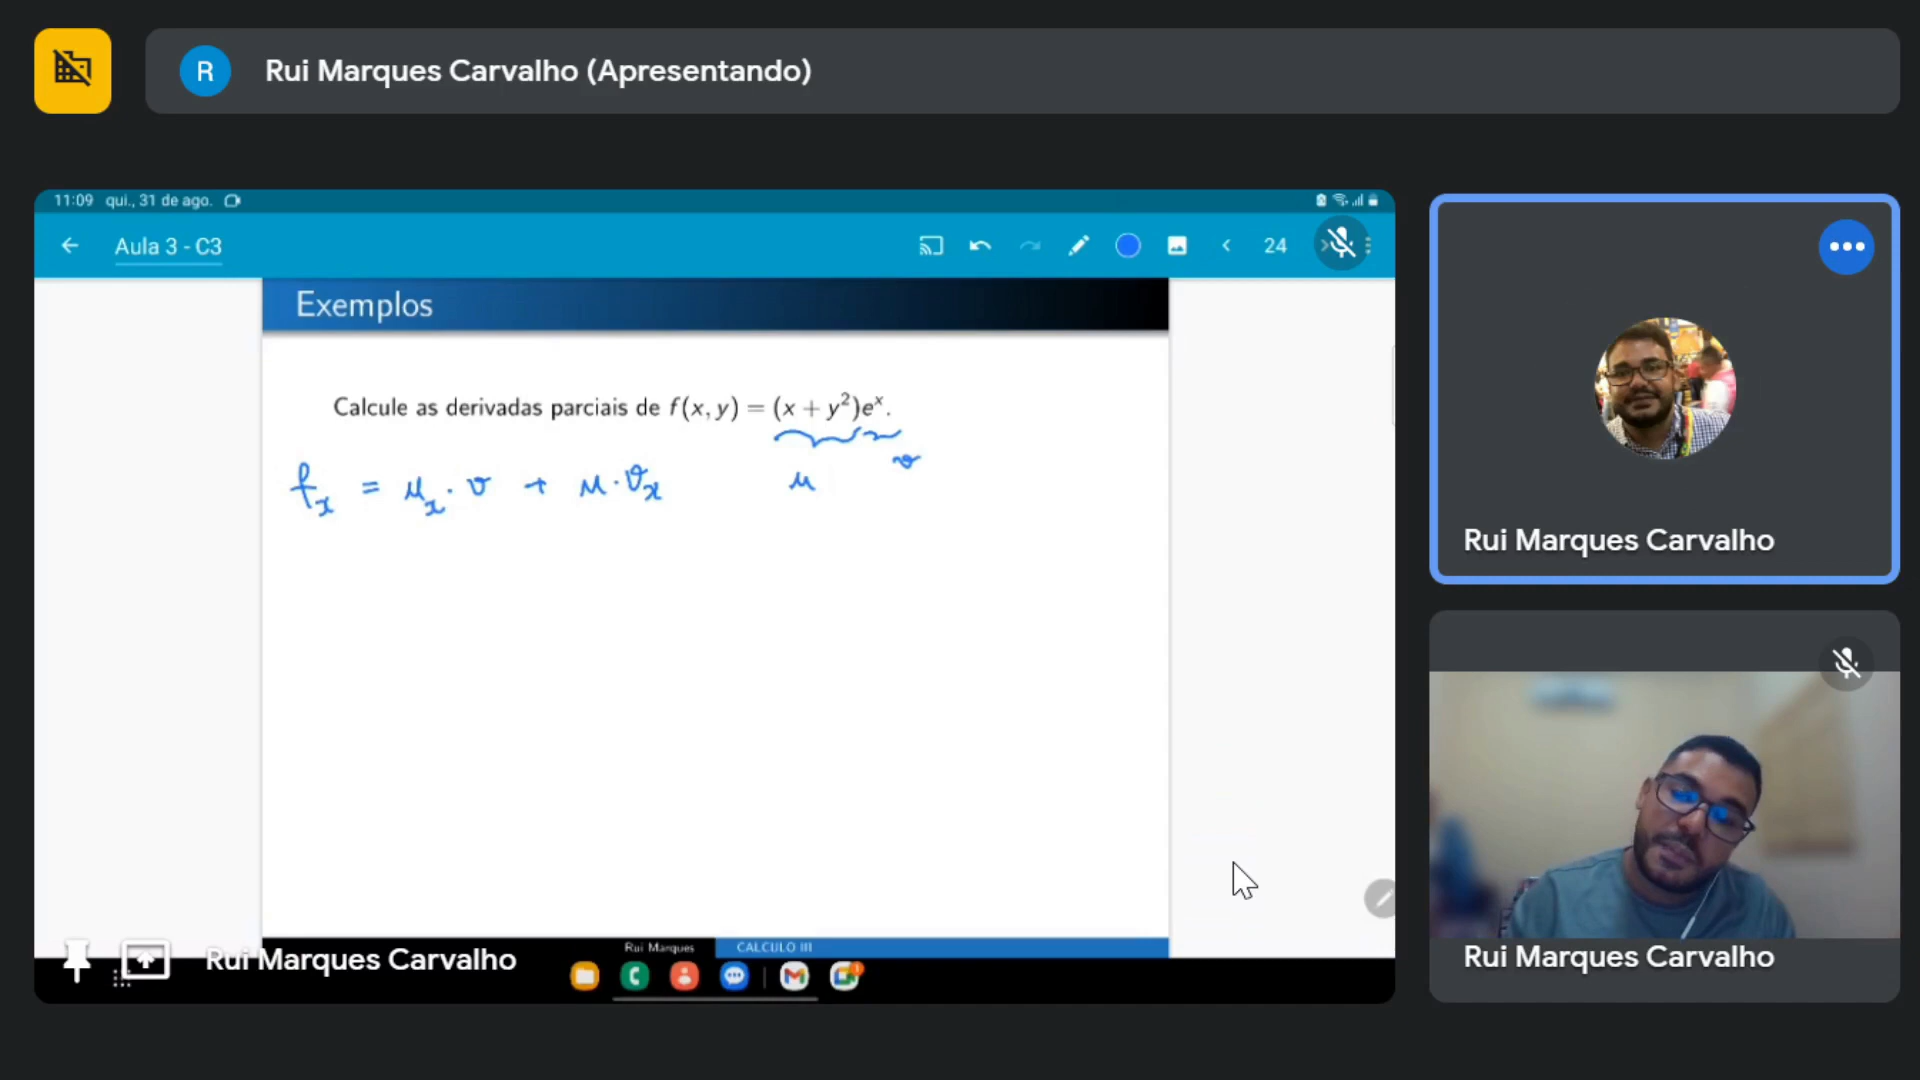 R Rui Marques Carvalho (Apresentando)
11:09 qui., 31 de ago.
Aula 3 - C3
24
Exemplos
Calcule as derivadas parciais de f(x, y) = (x + y²)eˣ.
u v
fₓ = uₓ · v + u · vₓ
Rui Marques CALCULO III
Rui Marques Carvalho
Rui Marques Carvalho
Rui Marques Carvalho